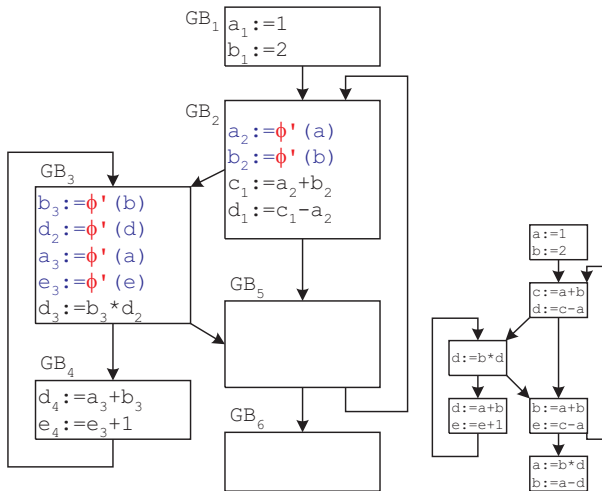 GB₁
a₁:=1
b₁:=2
GB₂
a₂:=ϕ'(a)
b₂:=ϕ'(b)
c₁:=a₂+b₂
d₁:=c₁-a₂
GB₃
b₃:=ϕ'(b)
d₂:=ϕ'(d)
a₃:=ϕ'(a)
e₃:=ϕ'(e)
d₃:=b₃*d₂
GB₄
d₄:=a₃+b₃
e₄:=e₃+1
GB₅
GB₆
a:=1
b:=2
c:=a+b
d:=c-a
d:=b*d
d:=a+b
e:=e+1
b:=a+b
e:=c-a
a:=b*d
b:=a-d